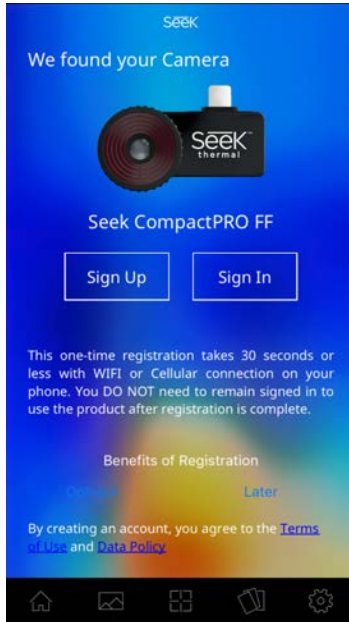 Seek
We found your Camera
Seek
thermal
Seek CompactPRO FF
Sign Up
Sign In
This one-time registration takes 30 seconds or
less with WIFI or Cellular connection on your
phone. You DO NOT need to remain signed in to
use the product after registration is complete.
Benefits of Registration
Options
Later
By creating an account, you agree to the Terms
of Use and Data Policy